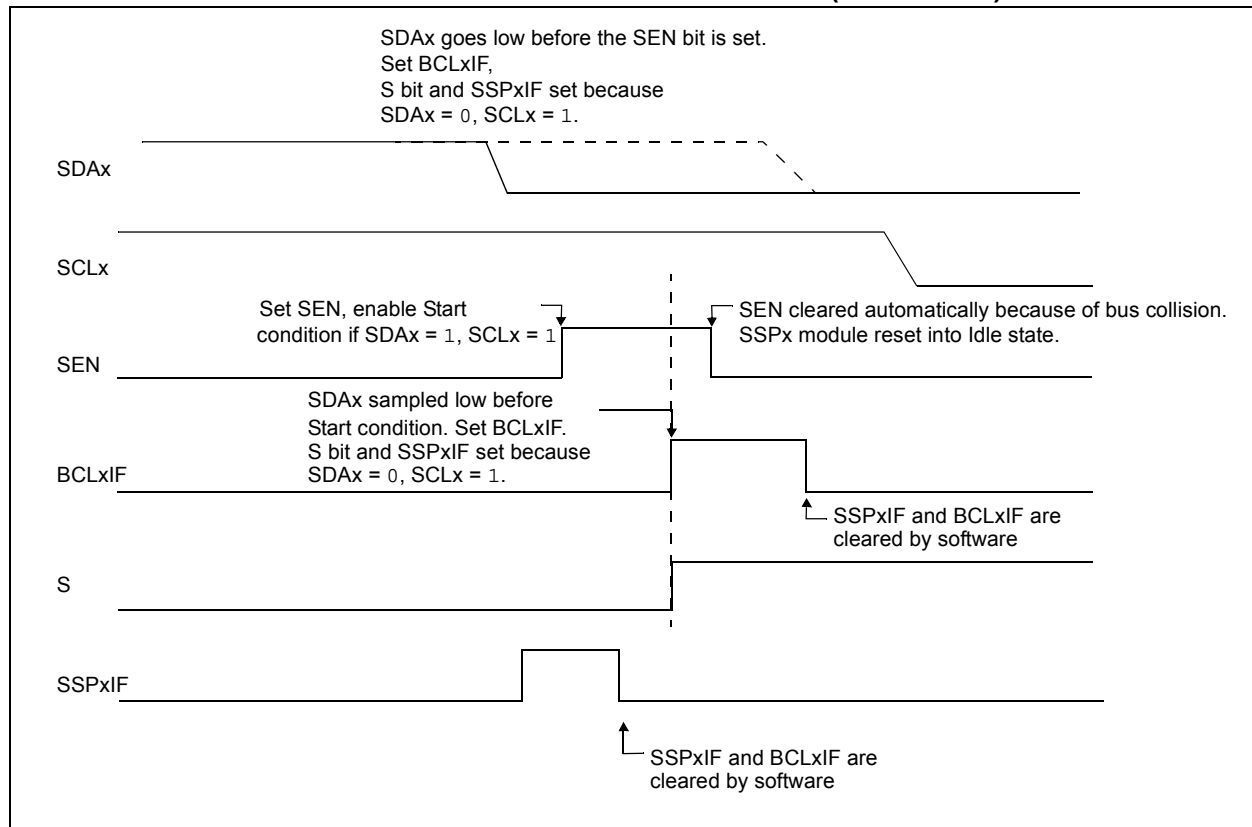 SDAx goes low before the SEN bit is set.
Set BCLxIF,
S bit and SSPxIF set because
SDAx = 0, SCLx = 1.
SDAx
SCLx
Set SEN, enable Start
condition if SDAx = 1, SCLx = 1
SEN cleared automatically because of bus collision.
SSPx module reset into Idle state.
SEN
SDAx sampled low before
Start condition. Set BCLxIF.
S bit and SSPxIF set because
SDAx = 0, SCLx = 1.
BCLxIF
SSPxIF and BCLxIF are
cleared by software
S
SSPxIF
SSPxIF and BCLxIF are
cleared by software